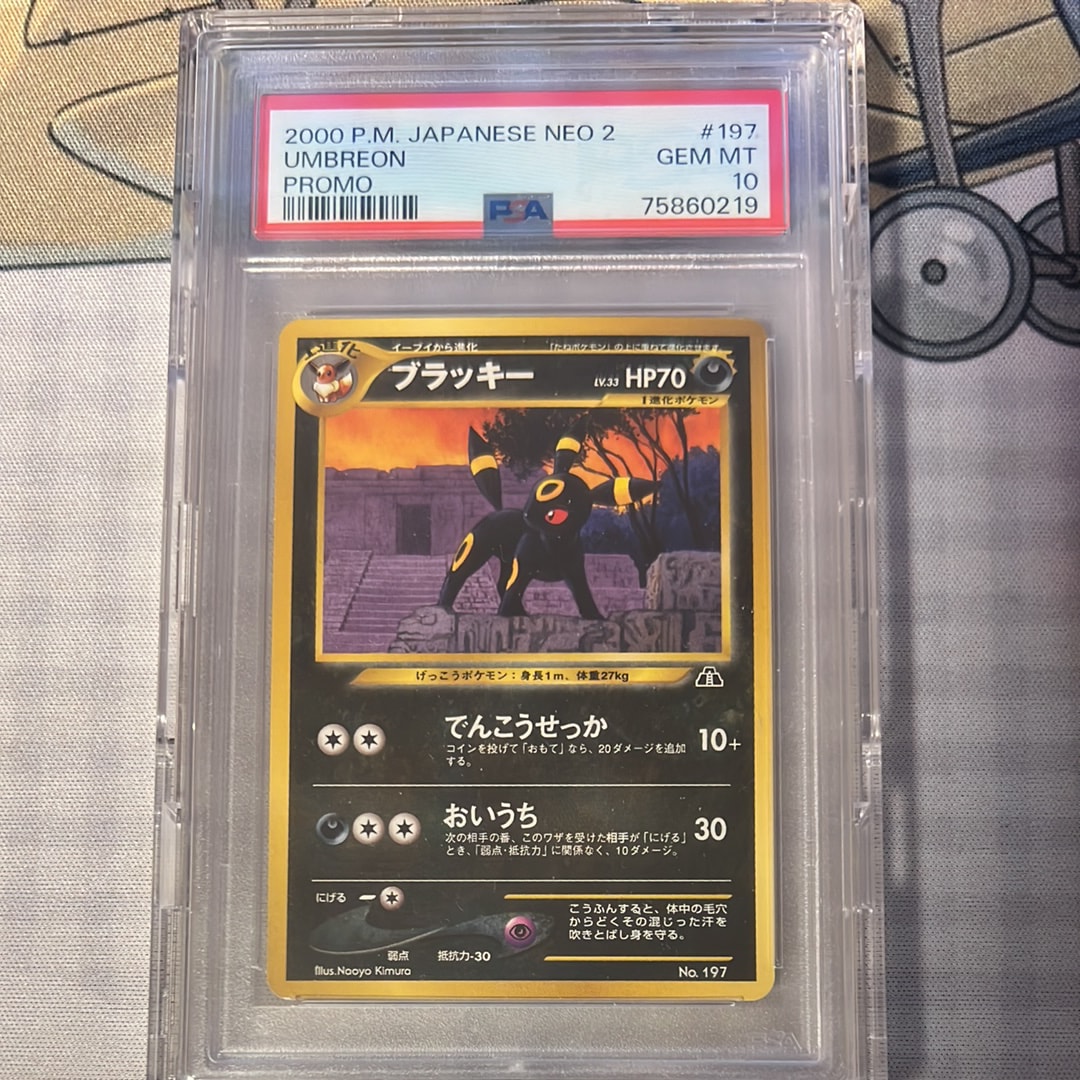 2000 P.M. JAPANESE NEO 2 #197
UMBREON GEM MT
PROMO 10
PSA 75860219
進化
イーブイから進化 「たねポケモン」の上に重ねて進化させます
ブラッキー LV.33 HP70
1進化ポケモン
げっこうポケモン：身長1m、体重27kg
でんこうせっか 10+
コインを投げて「おもて」なら、20ダメージを追加
する。
おいうち 30
次の相手の番、このワザを受けた相手が「にげる」
とき、「弱点・抵抗力」に関係なく、10ダメージ。
にげる
こうふんすると、体中の毛穴
からどくその混じった汗を
吹きとばし身を守る。
弱点 抵抗力-30
Illus.Naoyo Kimura No. 197
PSA